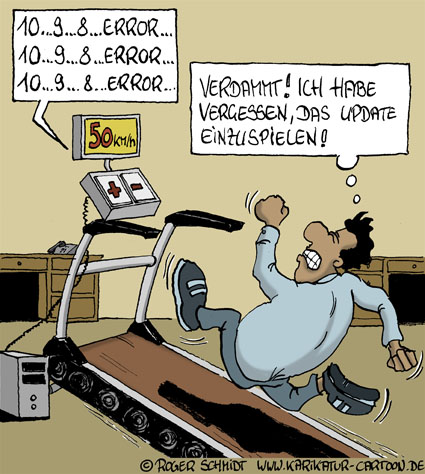 10...9...8...ERROR...
10...9...8...ERROR...
10...9...8...ERROR...
VERDAMMT! ICH HABE
VERGESSEN, DAS UPDATE
EINZUSPIELEN!
50 KM/H
+ -
© ROGER SCHMIDT WWW.KARIKATUR-CARTOON.DE